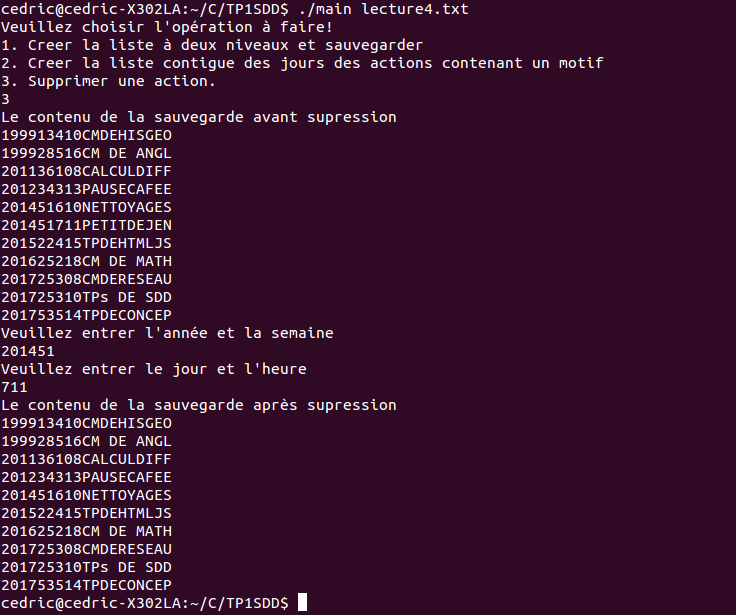 cedric@cedric-X302LA:~/C/TP1SDD$ ./main lecture4.txt
Veuillez choisir l'opération à faire!
1. Creer la liste à deux niveaux et sauvegarder
2. Creer la liste contigue des jours des actions contenant un motif
3. Supprimer une action.
3
Le contenu de la sauvegarde avant supression
199913410CMDEHISGEO
199928516CM DE ANGL
201136108CALCULDIFF
201234313PAUSECAFEE
201451610NETTOYAGES
201451711PETITDEJEN
201522415TPDEHTMLJS
201625218CM DE MATH
201725308CMDERESEAU
201725310TPs DE SDD
201753514TPDECONCEP
Veuillez entrer l'année et la semaine
201451
Veuillez entrer le jour et l'heure
711
Le contenu de la sauvegarde après supression
199913410CMDEHISGEO
199928516CM DE ANGL
201136108CALCULDIFF
201234313PAUSECAFEE
201451610NETTOYAGES
201522415TPDEHTMLJS
201625218CM DE MATH
201725308CMDERESEAU
201725310TPs DE SDD
201753514TPDECONCEP
cedric@cedric-X302LA:~/C/TP1SDD$